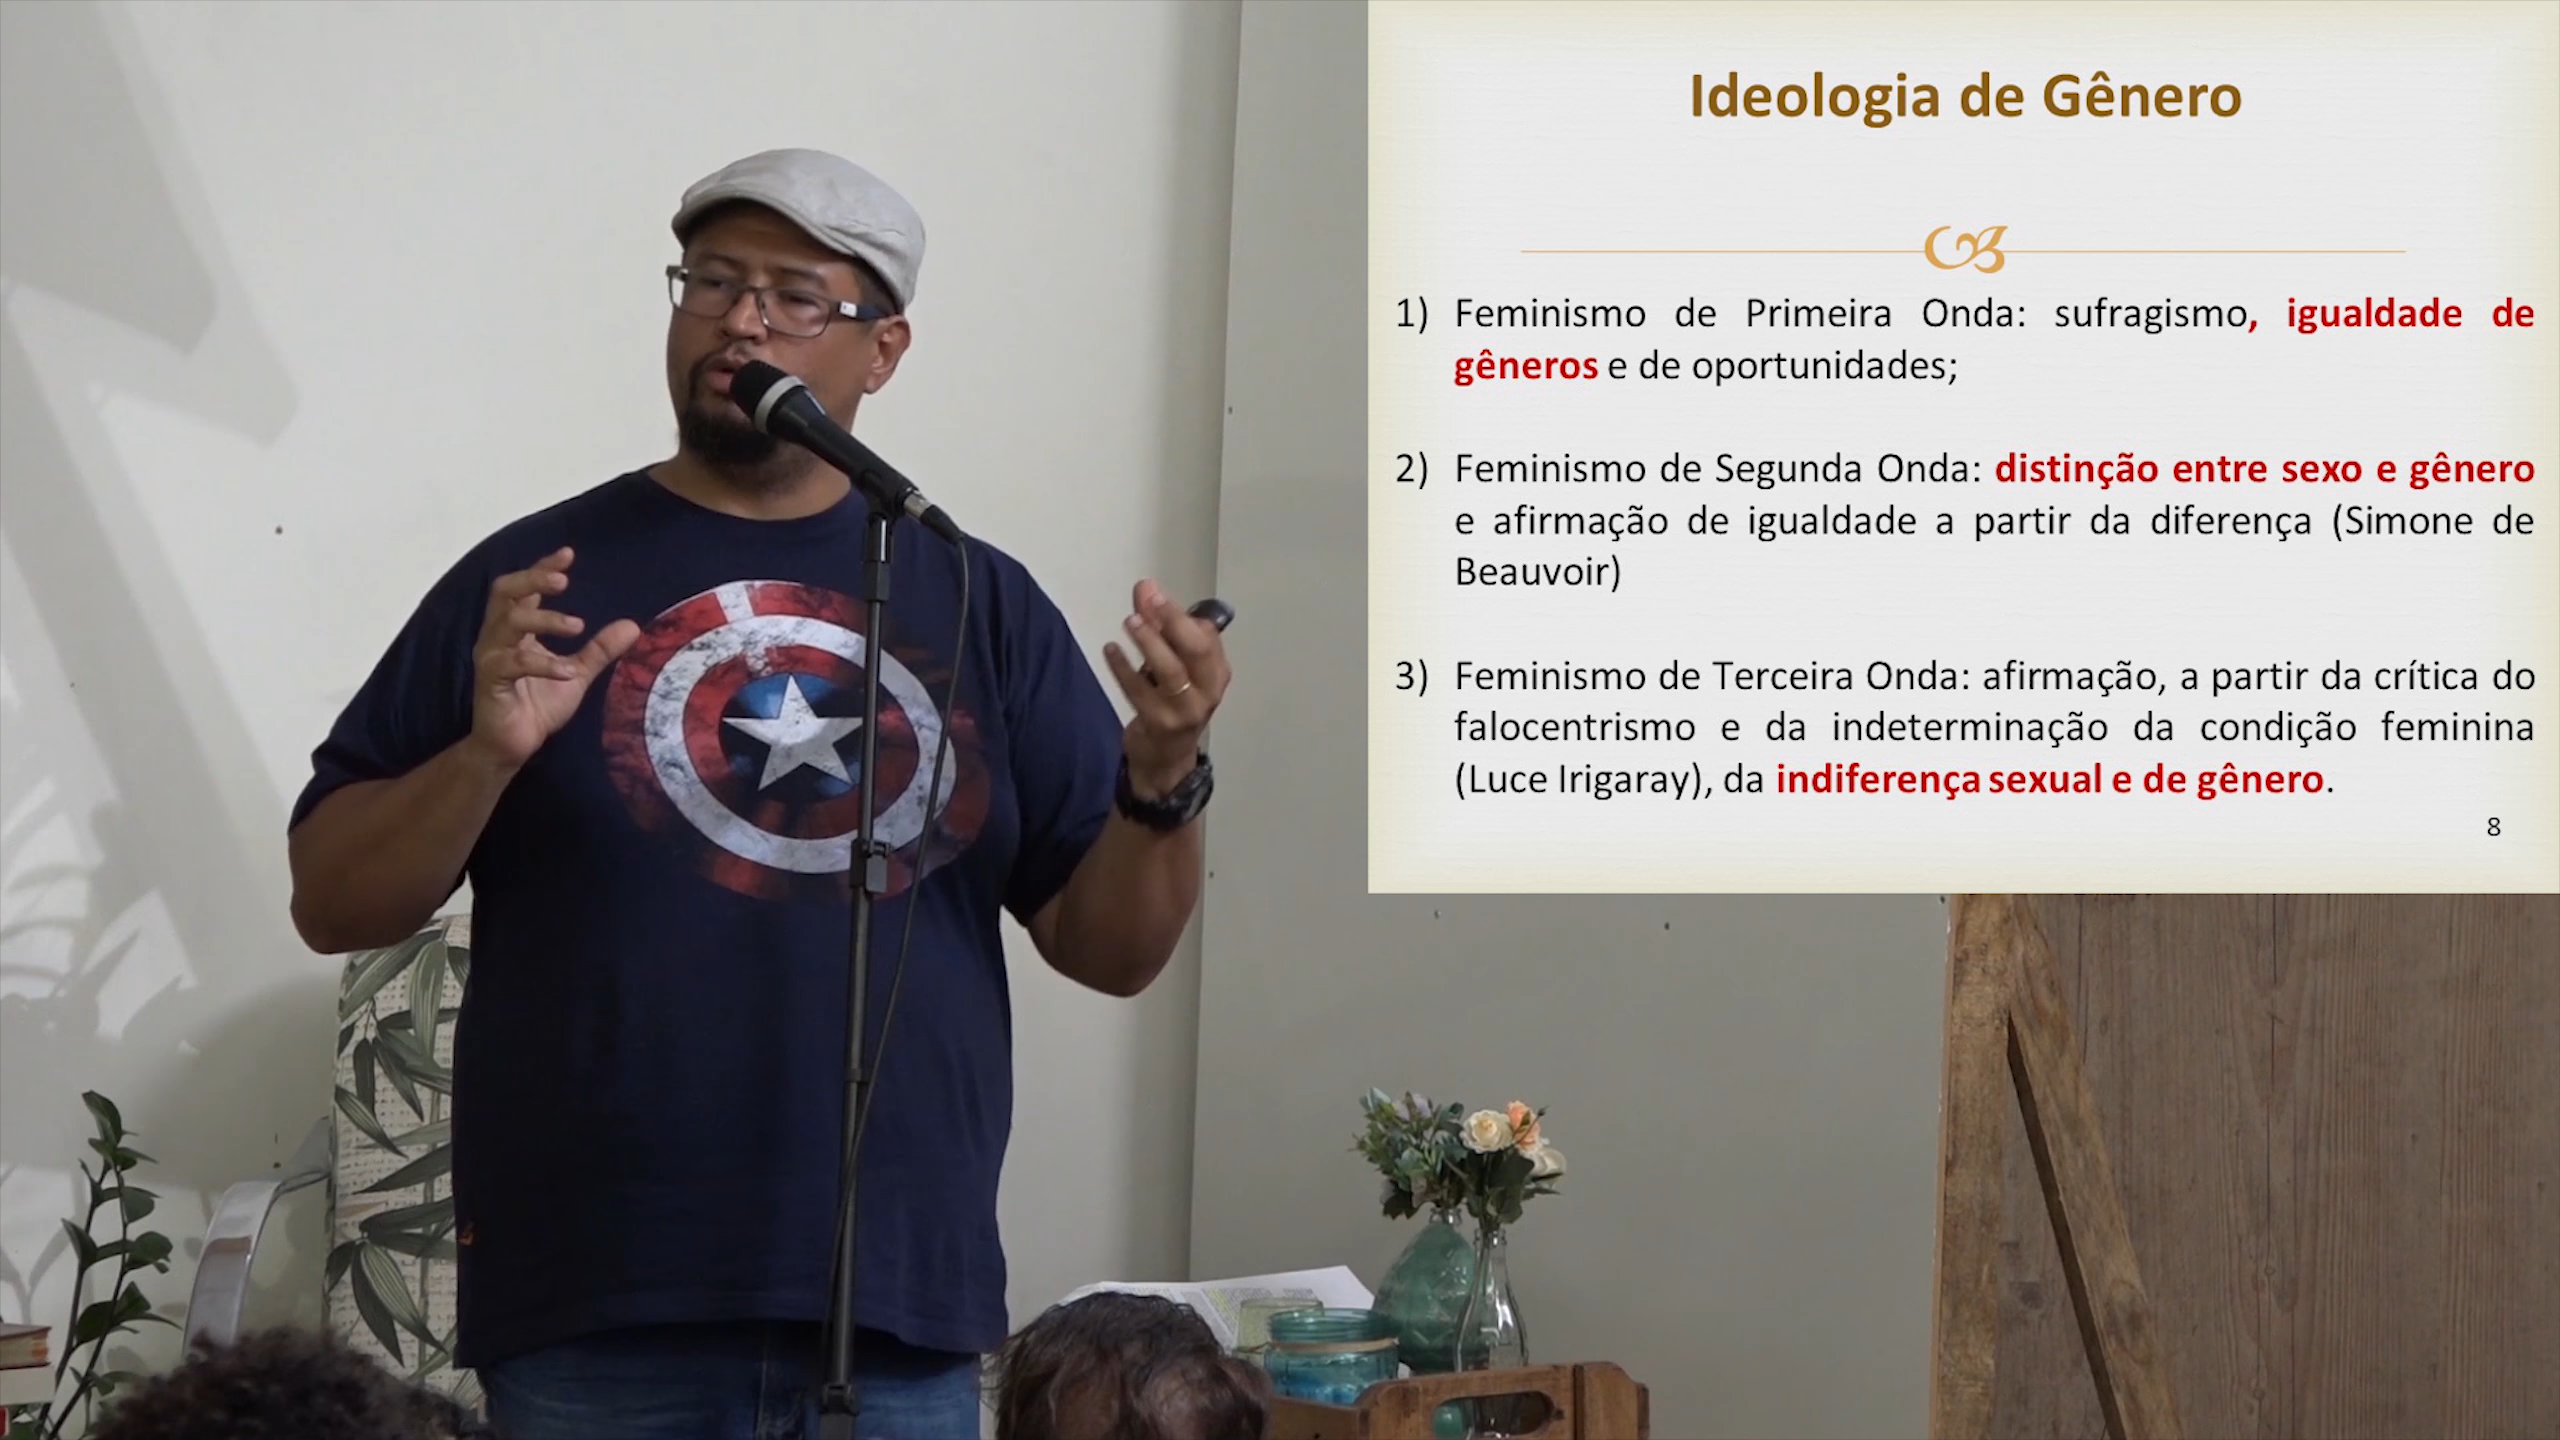 Ideologia de Gênero
1) Feminismo de Primeira Onda: sufragismo, igualdade de
gêneros e de oportunidades;
2) Feminismo de Segunda Onda: distinção entre sexo e gênero
e afirmação de igualdade a partir da diferença (Simone de
Beauvoir)
3) Feminismo de Terceira Onda: afirmação, a partir da crítica do
falocentrismo e da indeterminação da condição feminina
(Luce Irigaray), da indiferença sexual e de gênero.
8